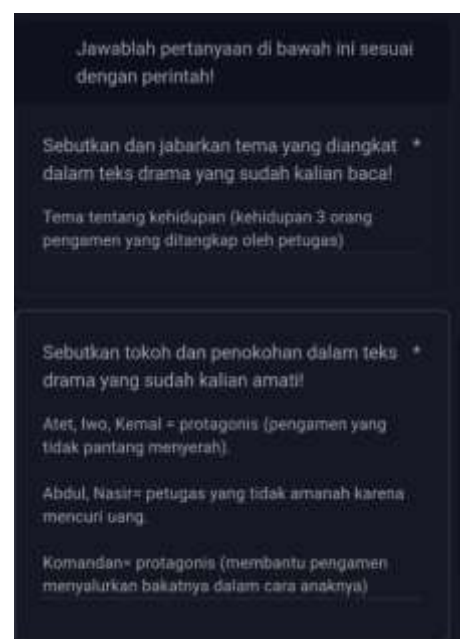 Jawablah pertanyaan di bawah ini sesuai
dengan perintah!
Sebutkan dan jabarkan tema yang diangkat *
dalam teks drama yang sudah kalian baca!
Tema tentang kehidupan (kehidupan 3 orang
pengamen yang ditangkap oleh petugas)
Sebutkan tokoh dan penokohan dalam teks *
drama yang sudah kalian amati!
Atet, Iwo, Kemal = protagonis (pengamen yang
tidak pantang menyerah).
Abdul, Nasir= petugas yang tidak amanah karena
mencuri uang.
Komandan= protagonis (membantu pengamen
menyalurkan bakatnya dalam cara anaknya)